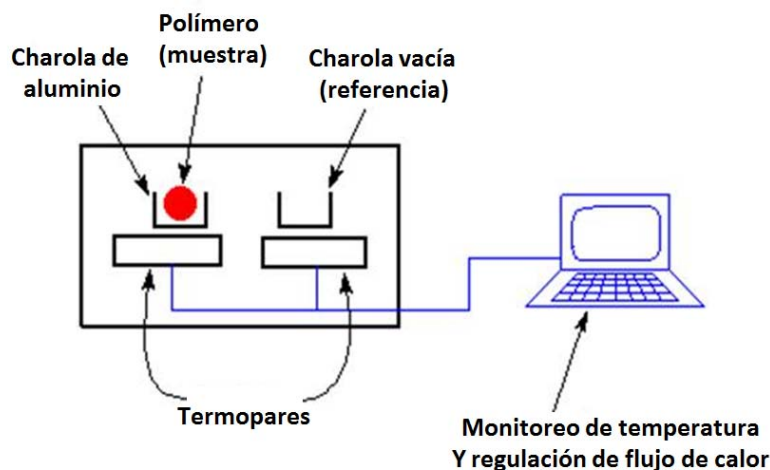 Polímero
(muestra)
Charola de
aluminio
Charola vacía
(referencia)
Termopares
Monitoreo de temperatura
Y regulación de flujo de calor